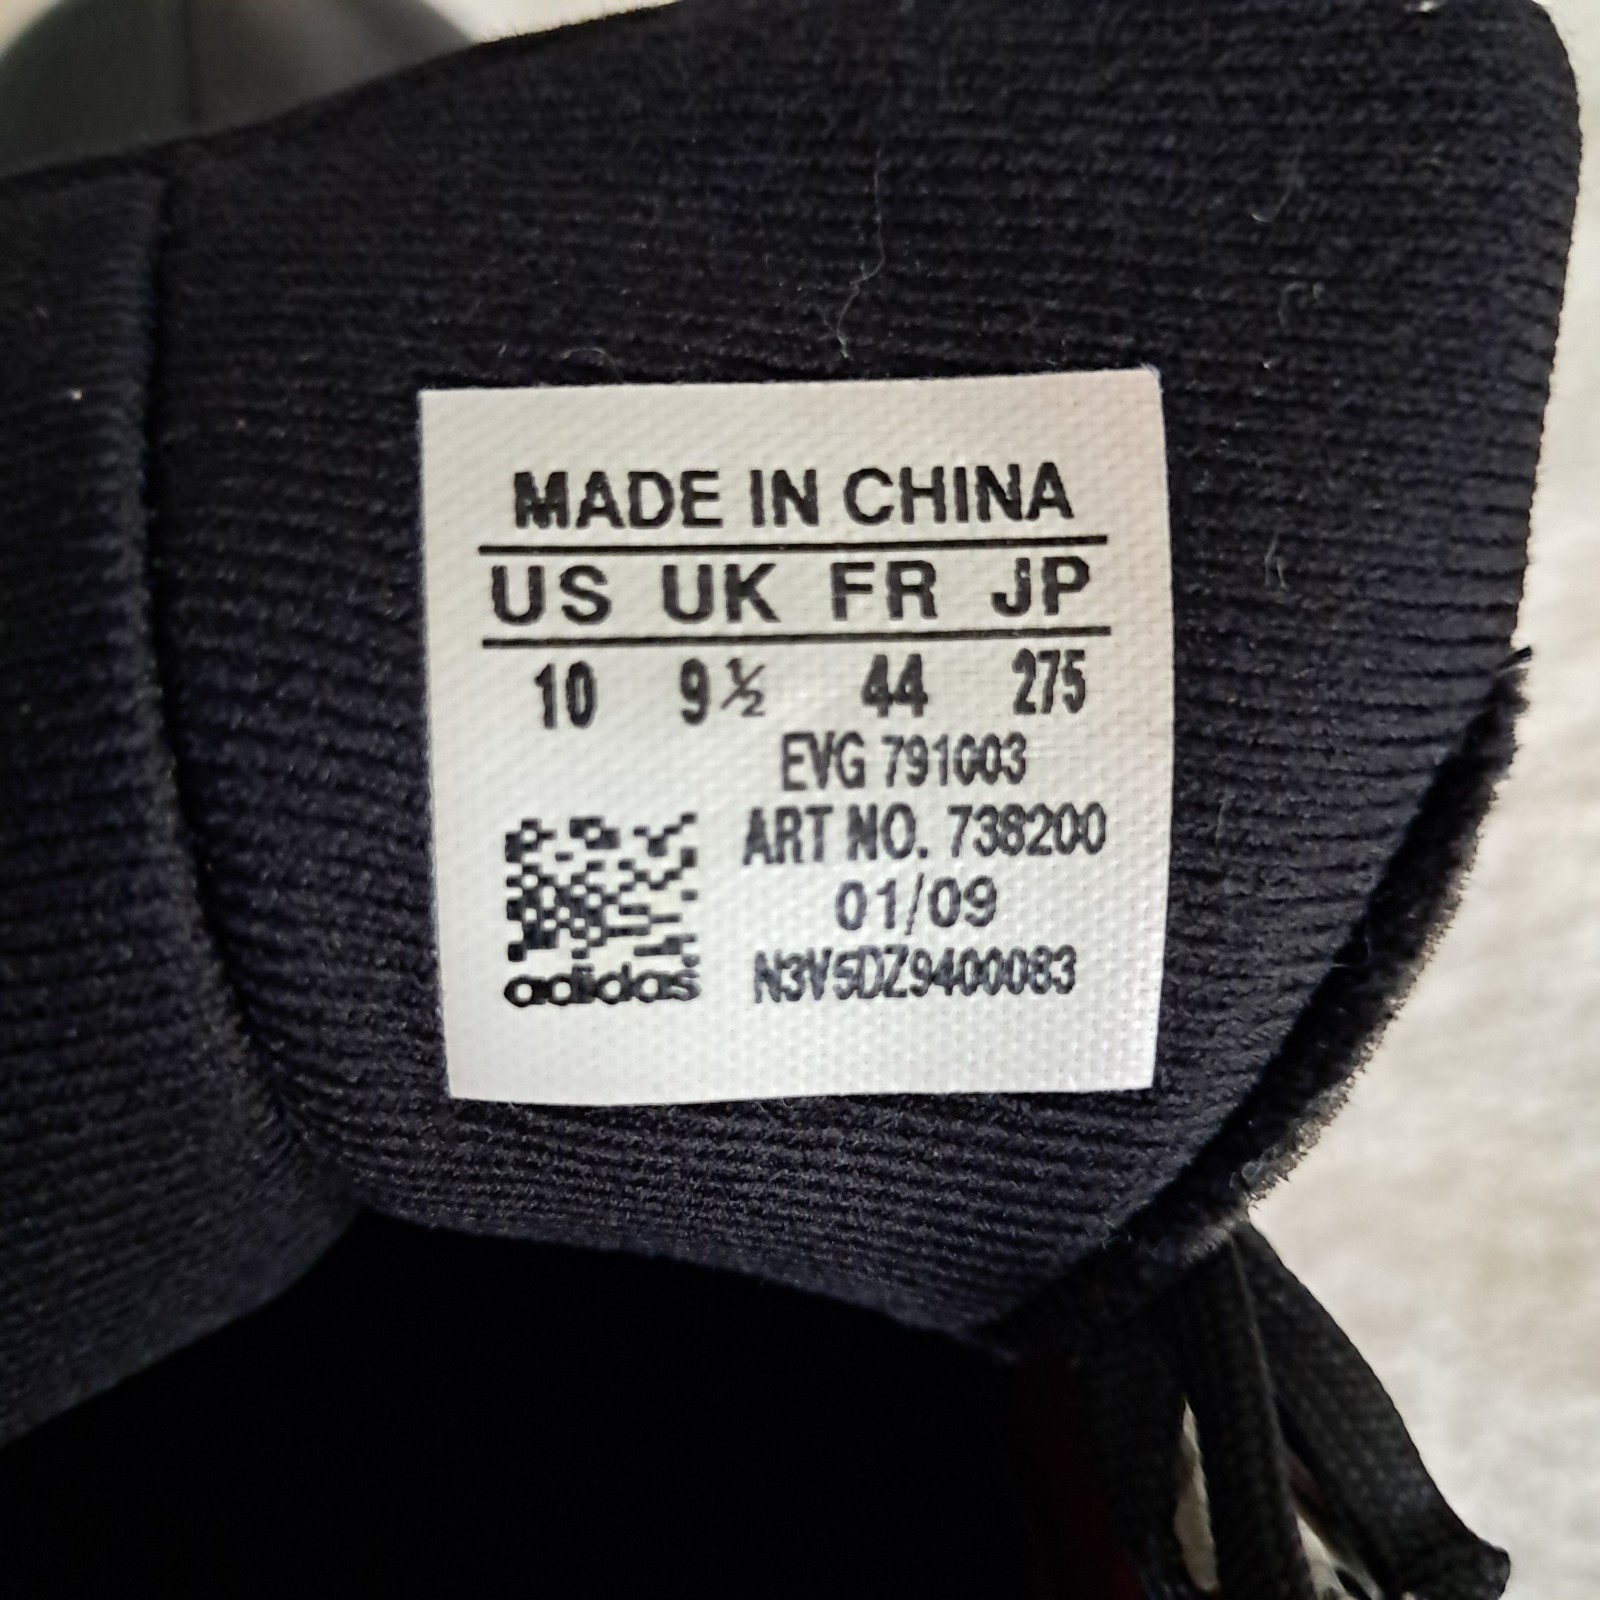 MADE IN CHINA
US UK FR JP
10 9½ 44 275
EVG 791003
ART NO. 738200
01/09
adidas N3V5DZ9400083